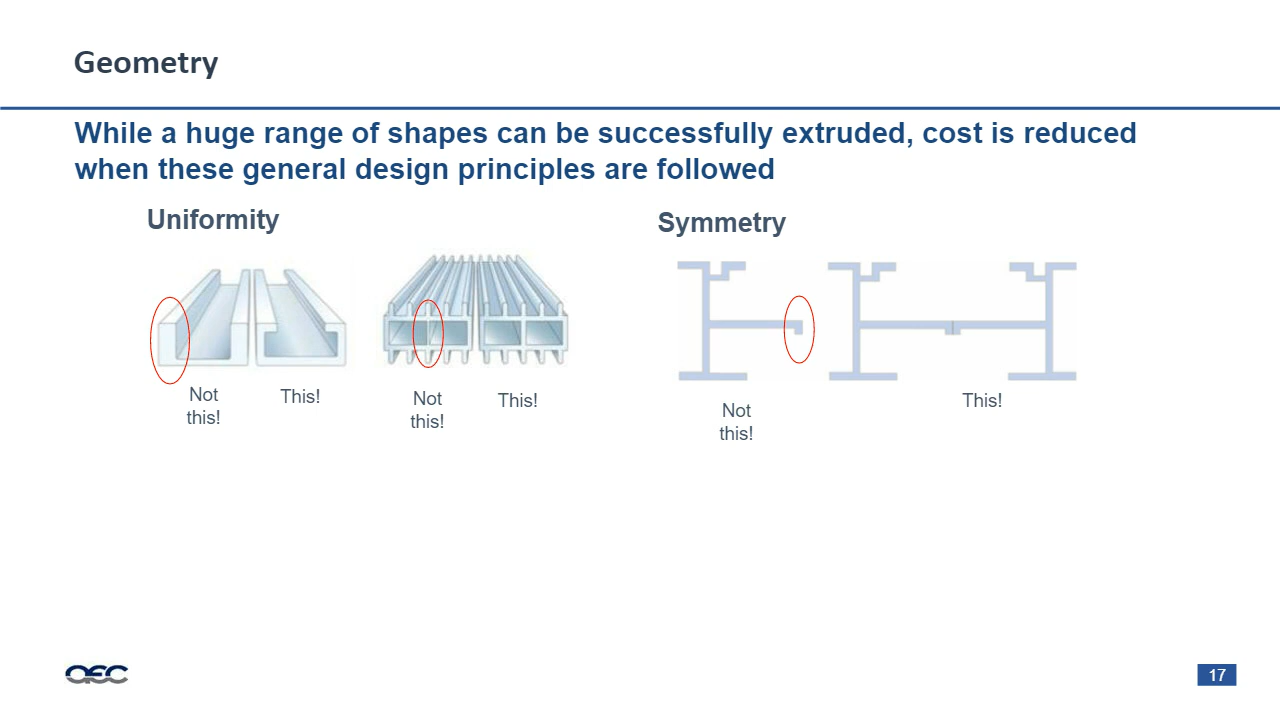 Geometry
While a huge range of shapes can be successfully extruded, cost is reduced
when these general design principles are followed
Uniformity
Symmetry
Not
this!
This!
Not
this!
This!
Not
this!
This!
AEC
17